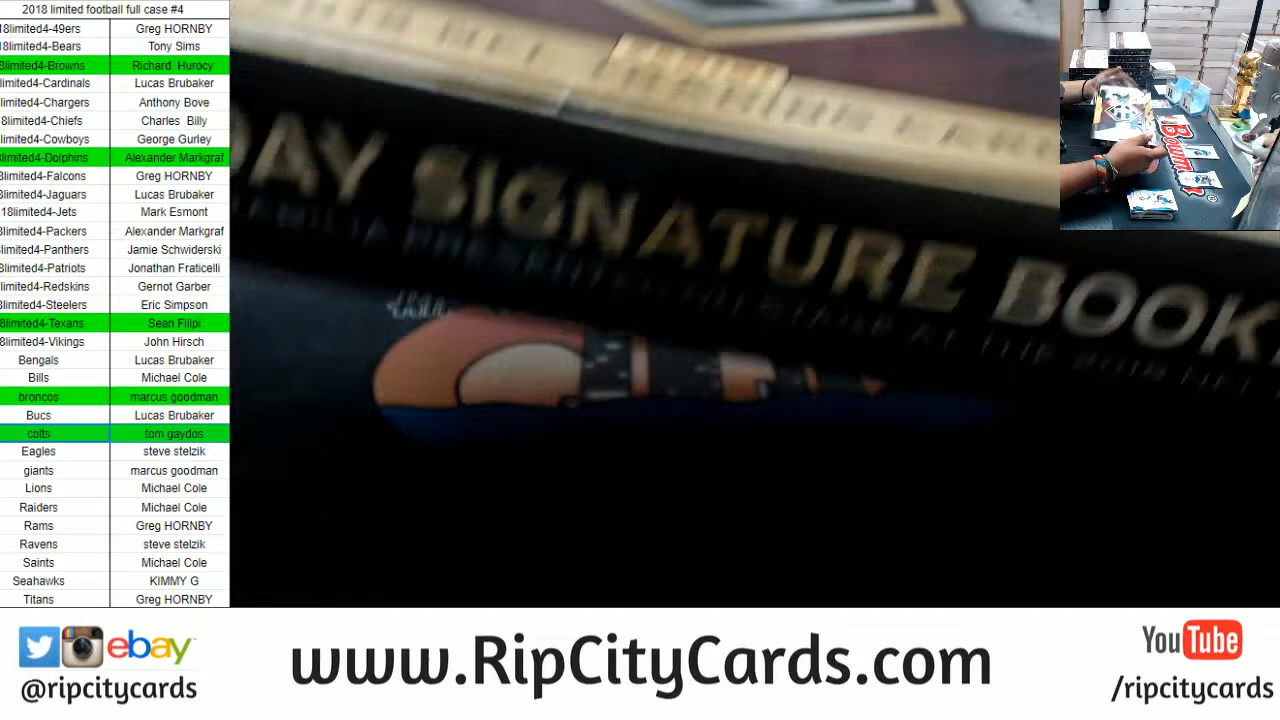 2018 limited football full case #4
18limited4-49ers Greg HORNBY
18limited4-Bears Tony Sims
8limited4-Browns Richard Hurocy
limited4-Cardinals Lucas Brubaker
limited4-Chargers Anthony Bove
8limited4-Chiefs Charles Billy
limited4-Cowboys George Gurley
limited4-Dolphins Alexander Markgraf
8limited4-Falcons Greg HORNBY
8limited4-Jaguars Lucas Brubaker
18limited4-Jets Mark Esmont
8limited4-Packers Alexander Markgraf
8limited4-Panthers Jamie Schwiderski
8limited4-Patriots Jonathan Fraticelli
limited4-Redskins Gernot Garber
8limited4-Steelers Eric Simpson
8limited4-Texans Sean Filipi
8limited4-Vikings John Hirsch
Bengals Lucas Brubaker
Bills Michael Cole
broncos marcus goodman
Bucs Lucas Brubaker
colts tom gaydos
Eagles steve stelzik
giants marcus goodman
Lions Michael Cole
Raiders Michael Cole
Rams Greg HORNBY
Ravens steve stelzik
Saints Michael Cole
Seahawks KIMMY G
Titans Greg HORNBY
DAY SIGNATURE BOOK
Bowman
ebay
@ripcitycards
www.RipCityCards.com
YouTube
/ripcitycards